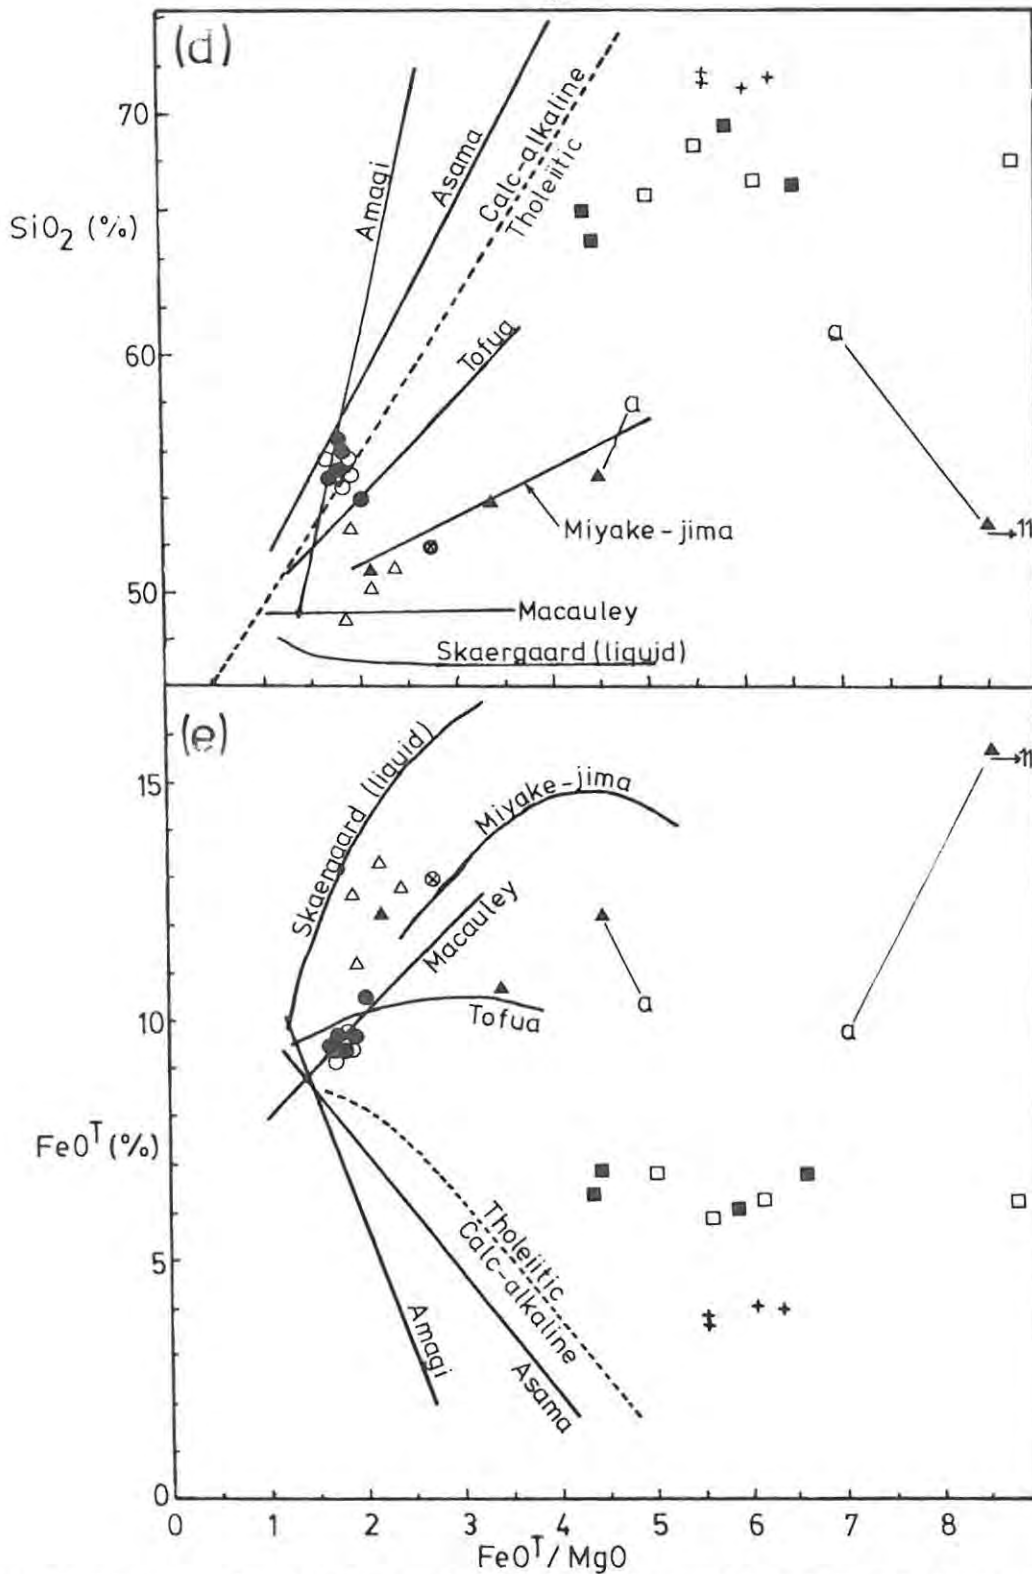 (d)
Amagi
Asama
Calc-alkaline
Tholeiitic
70
SiO2 (%)
60
Tofua
a
a
Miyake-jima
11
50
Macauley
Skaergaard (liquid)
(e)
Skaergaard (liquid)
Miyake-jima
11
15
Macauley
a
a
Tofua
10
FeO^T (%)
Tholeiitic
Calc-alkaline
5
Amagi
Asama
0
0 1 2 3 4 5 6 7 8
FeO^T/MgO